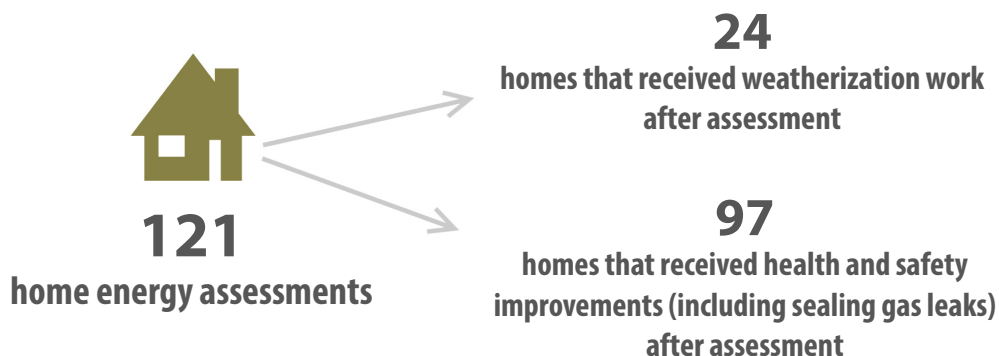 24
homes that received weatherization work
after assessment
121
home energy assessments
97
homes that received health and safety
improvements (including sealing gas leaks)
after assessment